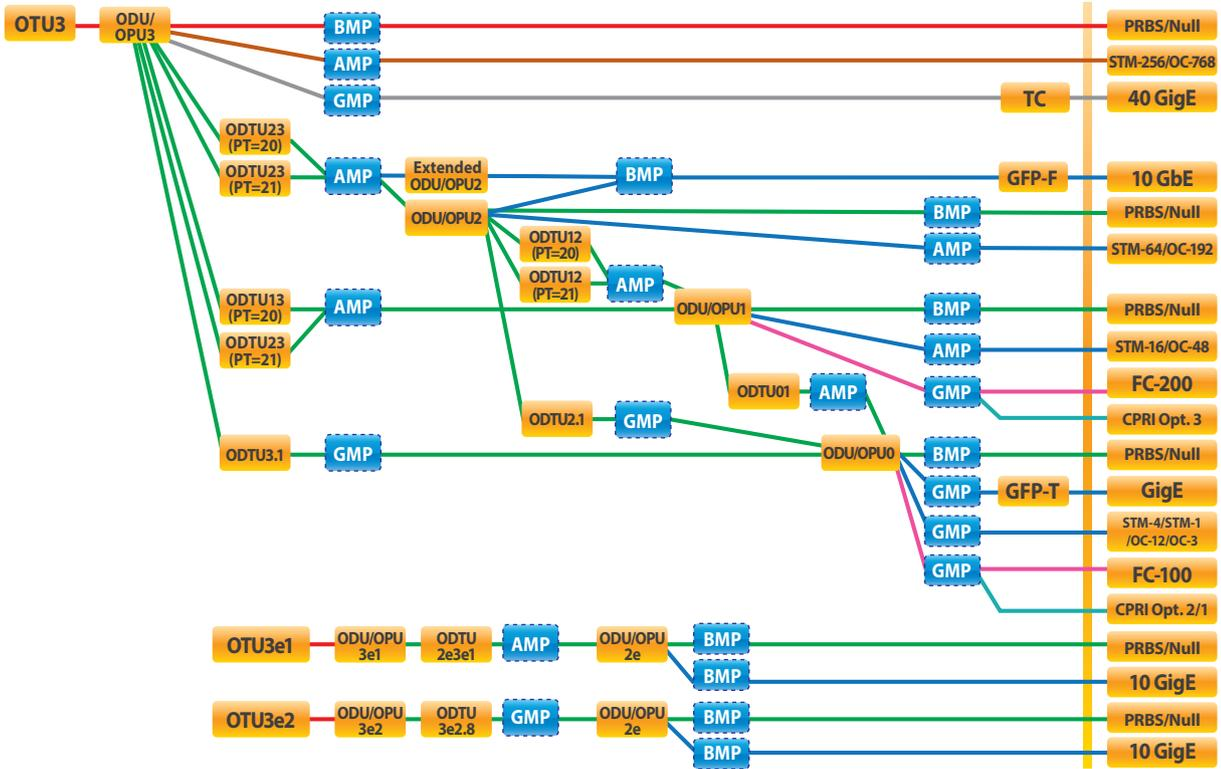 OTU3
ODU/
OPU3
BMP
PRBS/Null
AMP
STM-256/OC-768
GMP
TC
40 GigE
ODTU23
(PT=20)
ODTU23
(PT=21)
AMP
Extended
ODU/OPU2
BMP
GFP-F
10 GbE
ODU/OPU2
BMP
PRBS/Null
ODTU12
(PT=20)
AMP
STM-64/OC-192
ODTU12
(PT=21)
AMP
ODTU13
(PT=20)
AMP
ODU/OPU1
BMP
PRBS/Null
ODTU23
(PT=21)
AMP
STM-16/OC-48
ODTU01
AMP
GMP
FC-200
ODTU2.1
GMP
CPRI Opt. 3
ODTU3.1
GMP
ODU/OPU0
BMP
PRBS/Null
GMP
GFP-T
GigE
GMP
STM-4/STM-1
/OC-12/OC-3
GMP
FC-100
CPRI Opt. 2/1
OTU3e1
ODU/OPU
3e1
ODTU
2e3e1
AMP
ODU/OPU
2e
BMP
PRBS/Null
BMP
10 GigE
OTU3e2
ODU/OPU
3e2
ODTU
3e2.8
GMP
ODU/OPU
2e
BMP
PRBS/Null
BMP
10 GigE